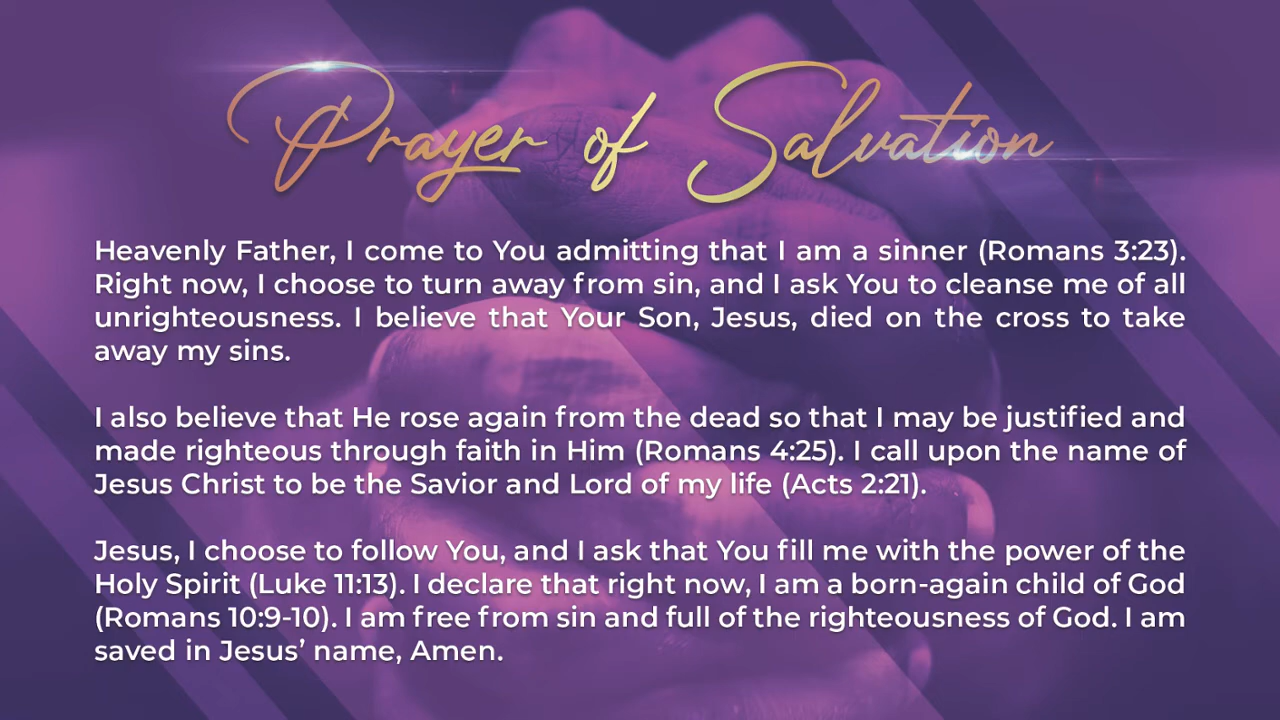 Prayer of Salvation
Heavenly Father, I come to You admitting that I am a sinner (Romans 3:23).
Right now, I choose to turn away from sin, and I ask You to cleanse me of all
unrighteousness. I believe that Your Son, Jesus, died on the cross to take
away my sins.
I also believe that He rose again from the dead so that I may be justified and
made righteous through faith in Him (Romans 4:25). I call upon the name of
Jesus Christ to be the Savior and Lord of my life (Acts 2:21).
Jesus, I choose to follow You, and I ask that You fill me with the power of the
Holy Spirit (Luke 11:13). I declare that right now, I am a born-again child of God
(Romans 10:9-10). I am free from sin and full of the righteousness of God. I am
saved in Jesus’ name, Amen.